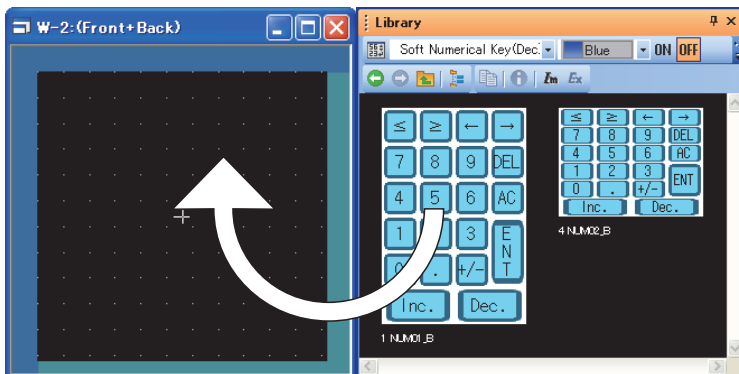 W-2:(Front+Back)
Library
Soft Numerical Key(Dec. Blue ON OFF
Im Ex
≤ ≥ ← →
7 8 9 DEL
4 5 6 AC
1 3 ENT
. +/-
Inc. Dec.
1 NUM01_B
≤ ≥ ← →
7 8 9 DEL
4 5 6 AC
1 2 3 ENT
0 . +/-
Inc. Dec.
4 NUM02_B